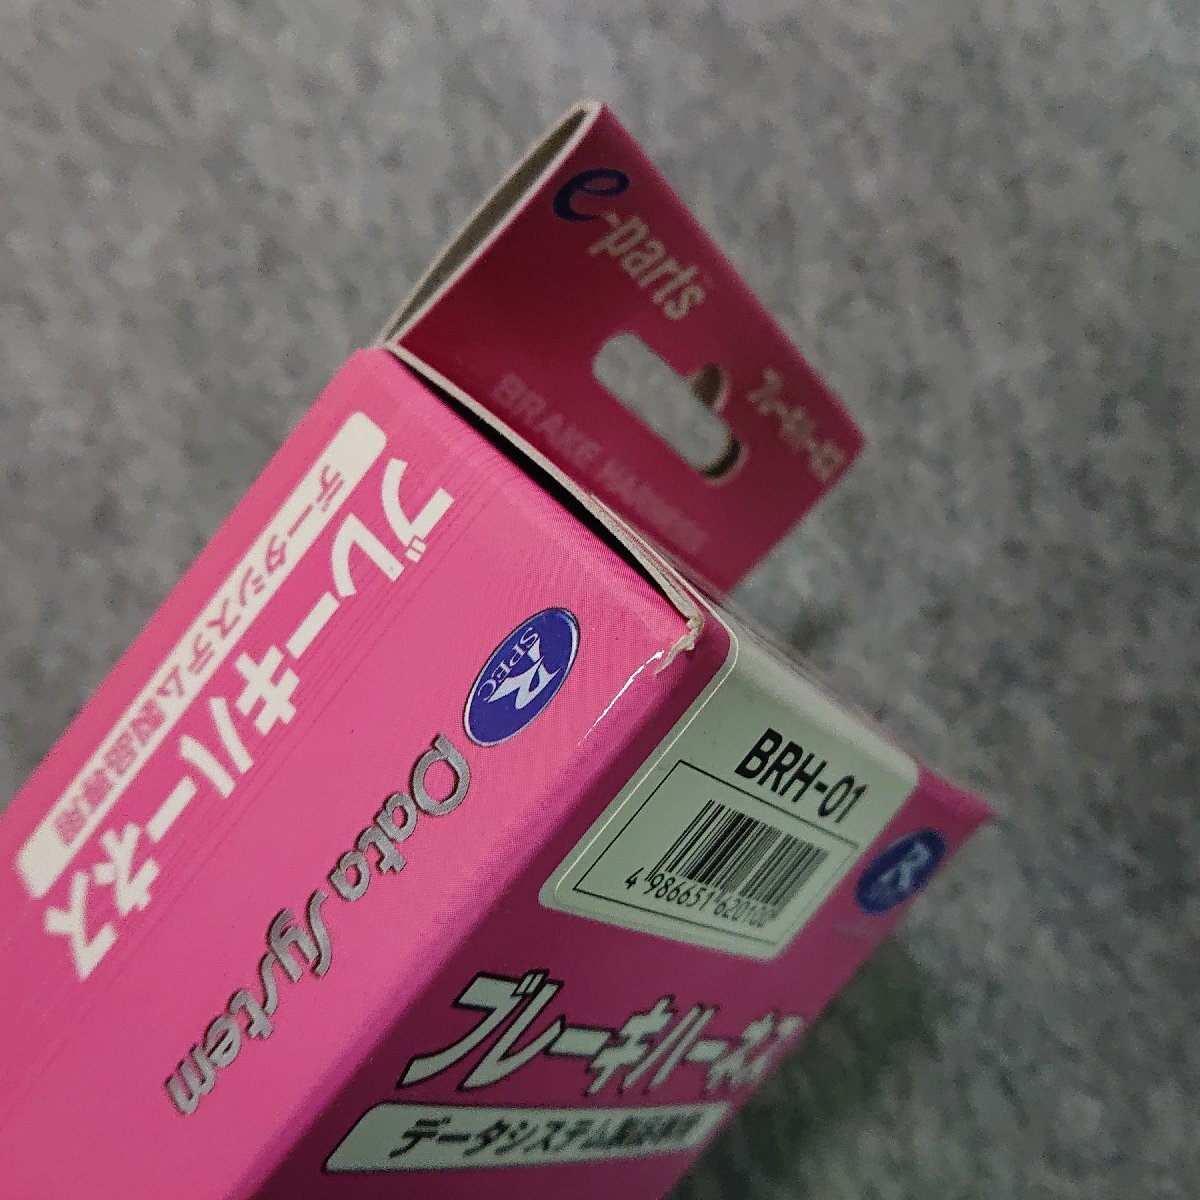 e-parts
ブレーキハーネス
BRAKE HARNESS
ブレーキハーネス
データシステム製品専用
R
SPEC
Data System
BRH-01
4 986651 620100
R
ブレーキハーネス
データシステム製品専用